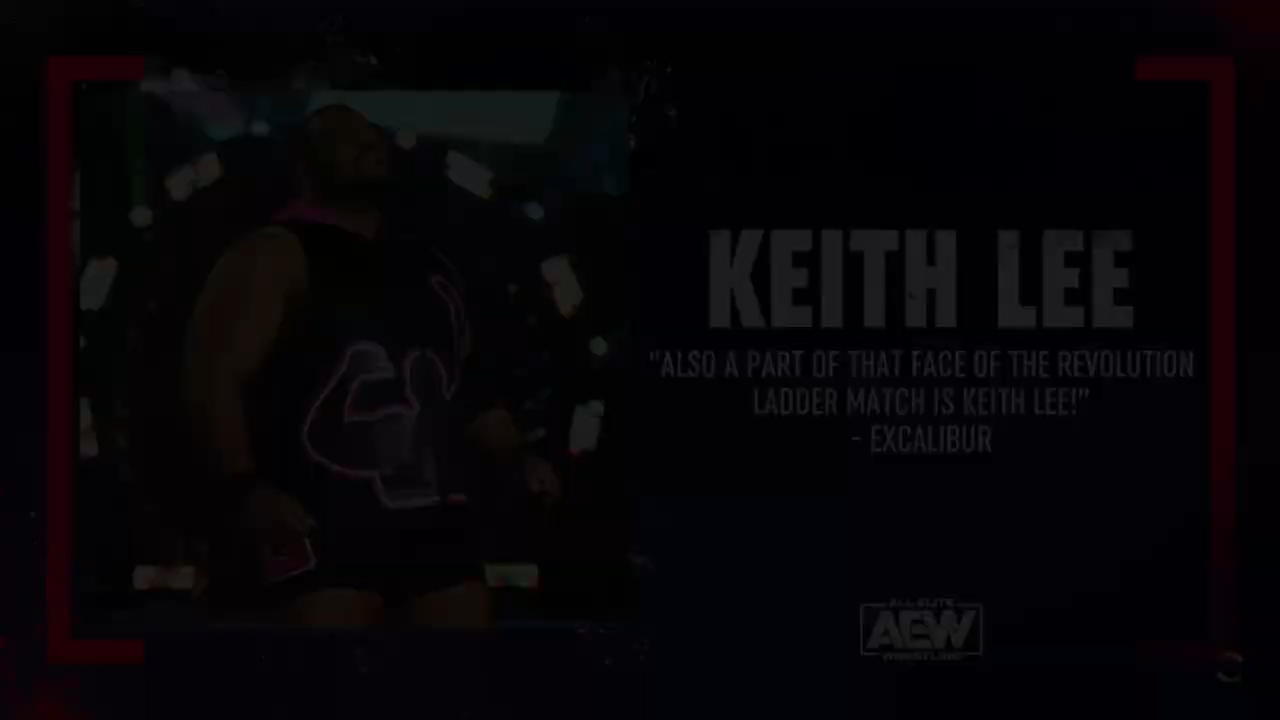 KEITH LEE
"ALSO A PART OF THAT FACE OF THE REVOLUTION
LADDER MATCH IS KEITH LEE!"
- EXCALIBUR
ALL ELITE
AEW
WRESTLING